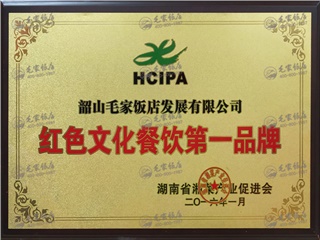 HCIPA
韶山毛家饭店发展有限公司
红色文化餐饮第一品牌
湖南省湘 业促进会
二〇一六年一月